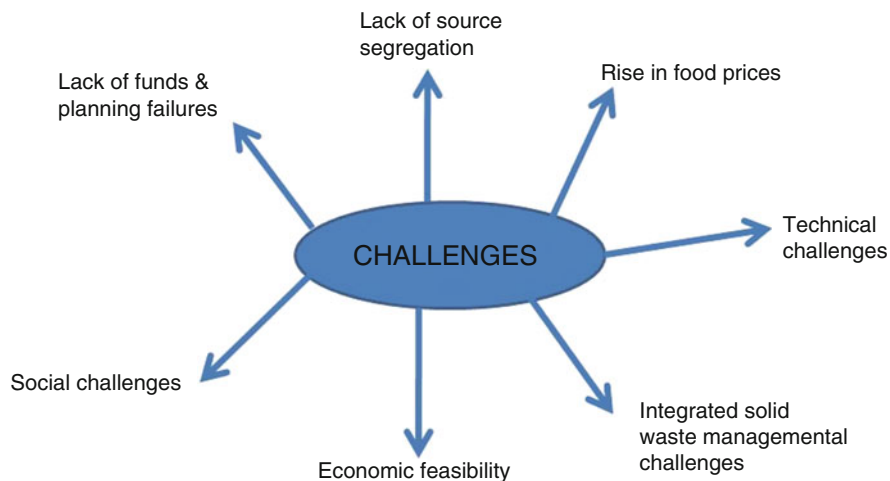 Lack of source
segregation
Lack of funds &
planning failures
Rise in food prices
Technical
challenges
CHALLENGES
Social challenges
Integrated solid
waste managemental
challenges
Economic feasibility